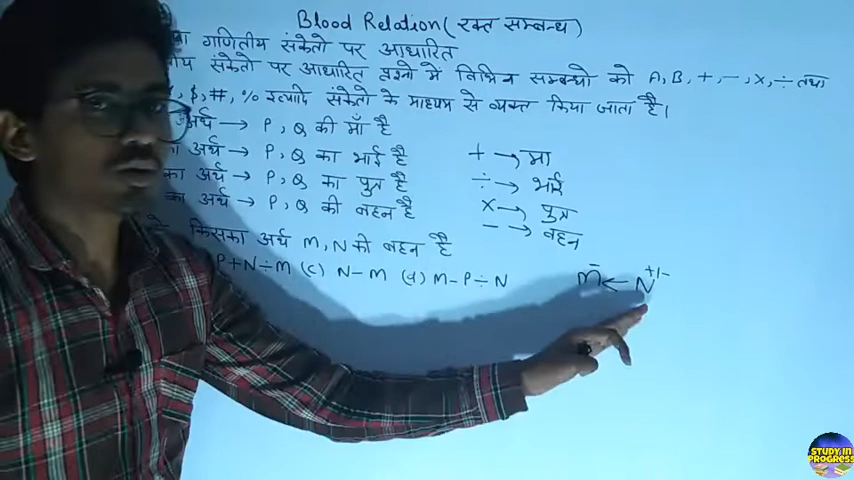 Blood Relation (रक्त सम्बन्ध)
गणितीय संकेतो पर आधारित
संकेतो पर आधारित प्रश्नो में विभिन्न सम्बन्धो को A, B, +, -, ×, ÷ तथा
$, #, % इत्यादि संकेतो के माध्यम से व्यक्त किया जाता है।
अर्थ → P, Q की माँ है
अर्थ → P, Q का भाई है
का अर्थ → P, Q का पुत्र है
का अर्थ → P, Q की बहन है
+ → मा
÷ → भाई
× → पुत्र
- → बहन
किसका अर्थ M, N की बहन है
P+N÷M (c) N-M (d) M-P÷N
M⁻ ← N⁺/⁻
STUDY IN PROGRESS